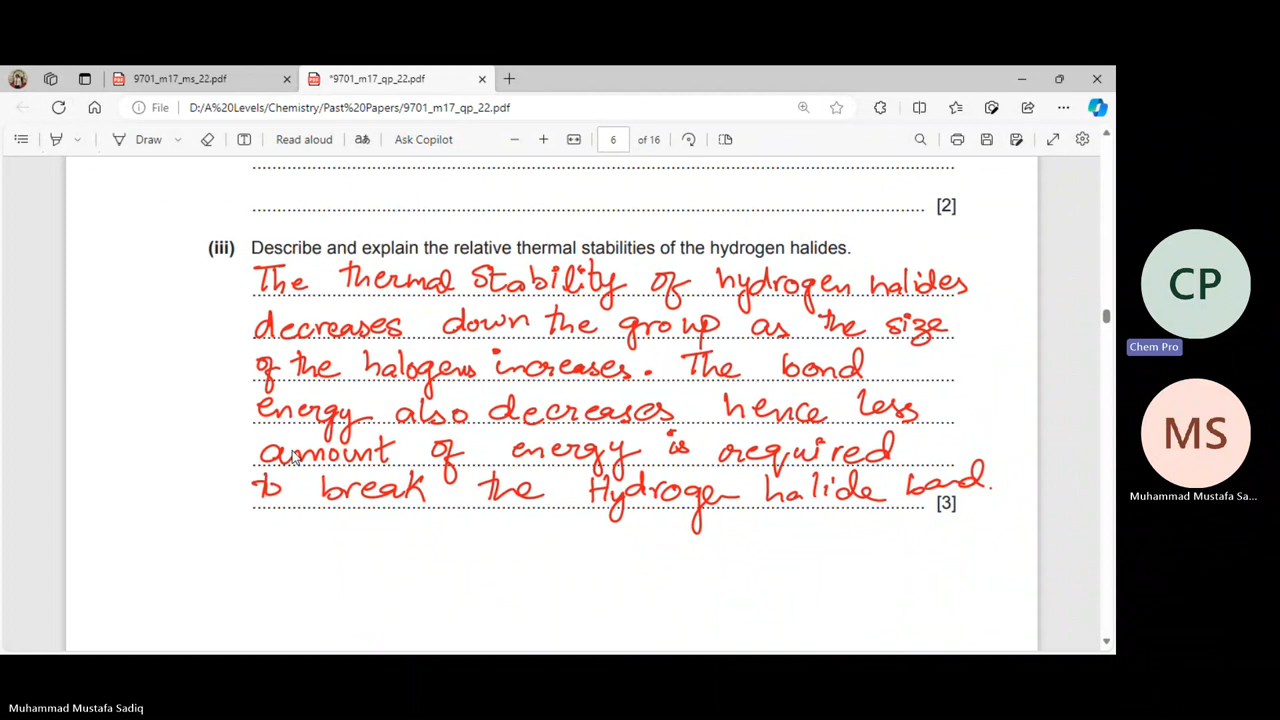 9701_m17_ms_22.pdf
*9701_m17_qp_22.pdf
File
D:/A%20Levels/Chemistry/Past%20Papers/9701_m17_qp_22.pdf
Draw
Read aloud
Ask Copilot
6
of 16
[2]
(iii) Describe and explain the relative thermal stabilities of the hydrogen halides.
The thermal stability of hydrogen halides
decreases down the group as the size
of the halogens increases. The bond
energy also decreases hence less
amount of energy is required
to break the Hydrogen halide bond.
[3]
CP
Chem Pro
MS
Muhammad Mustafa Sa...
Muhammad Mustafa Sadiq